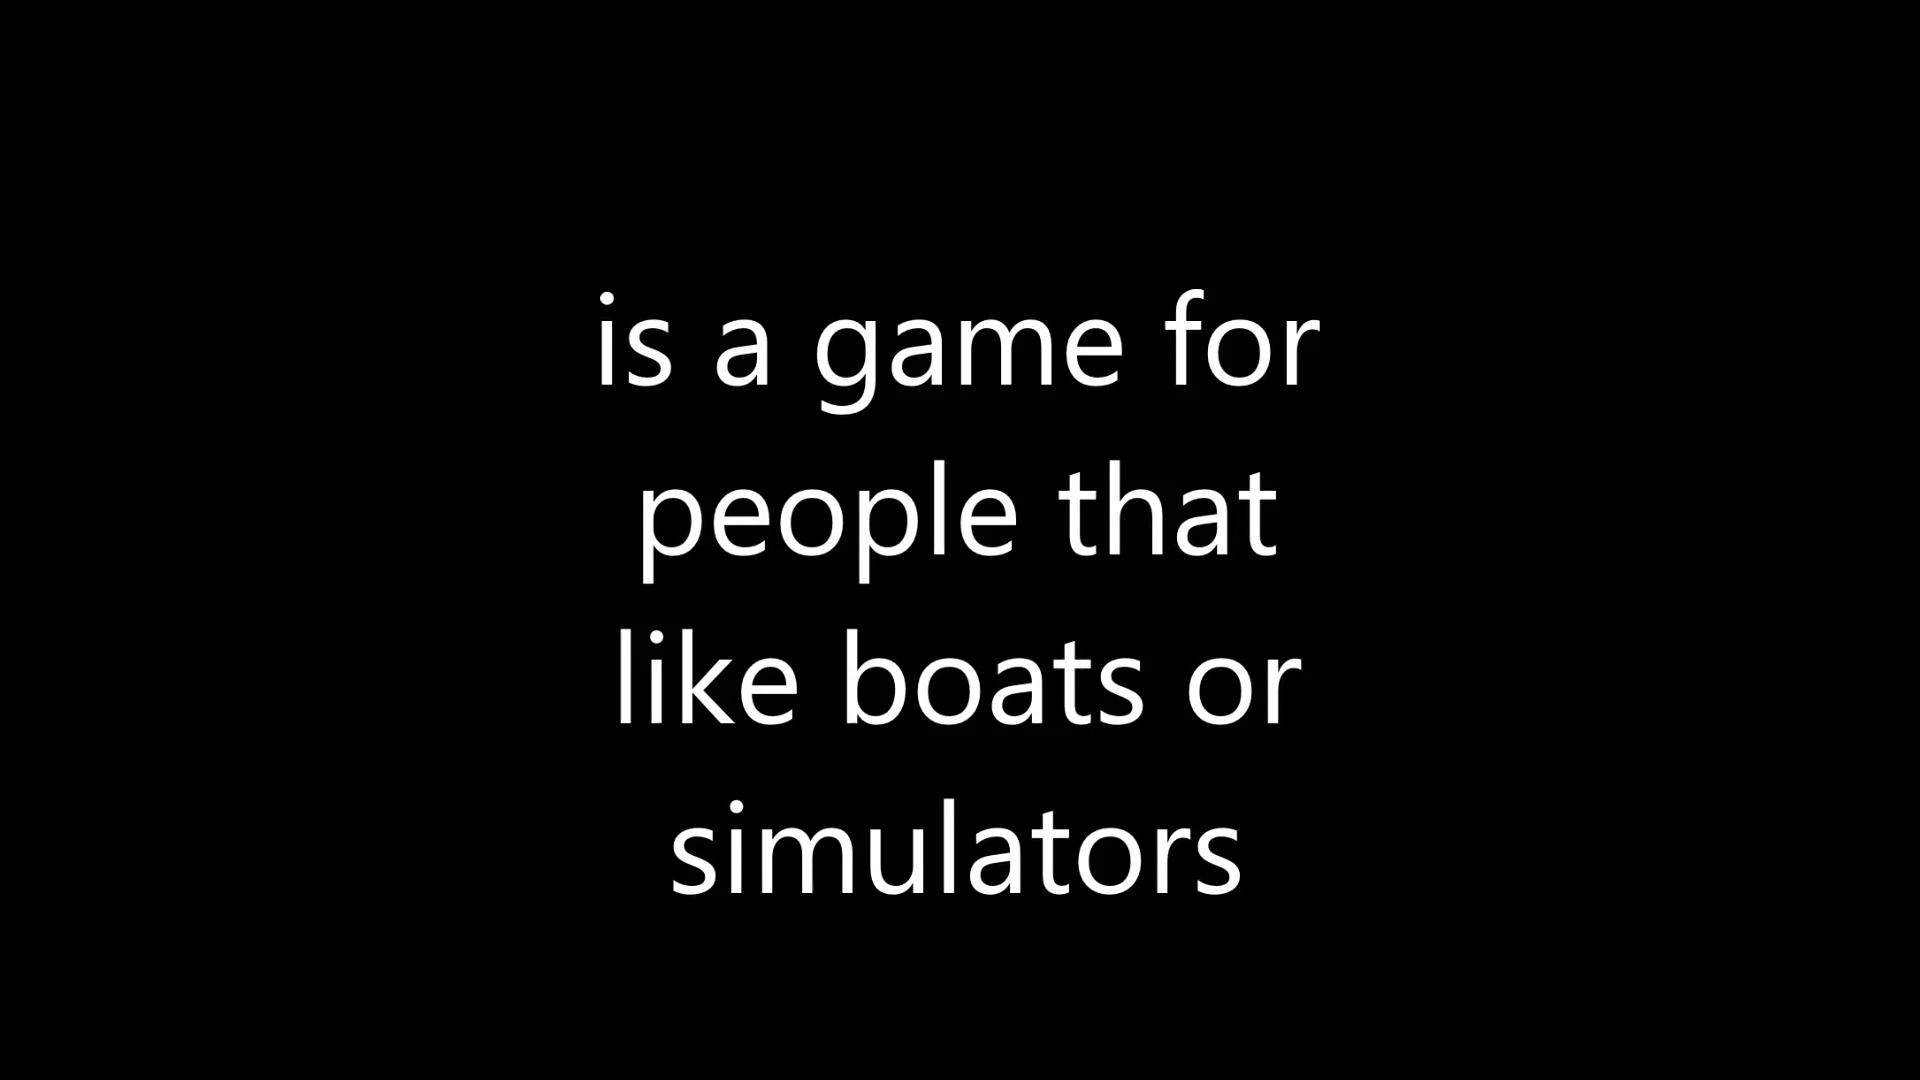 is a game for
people that
like boats or
simulators